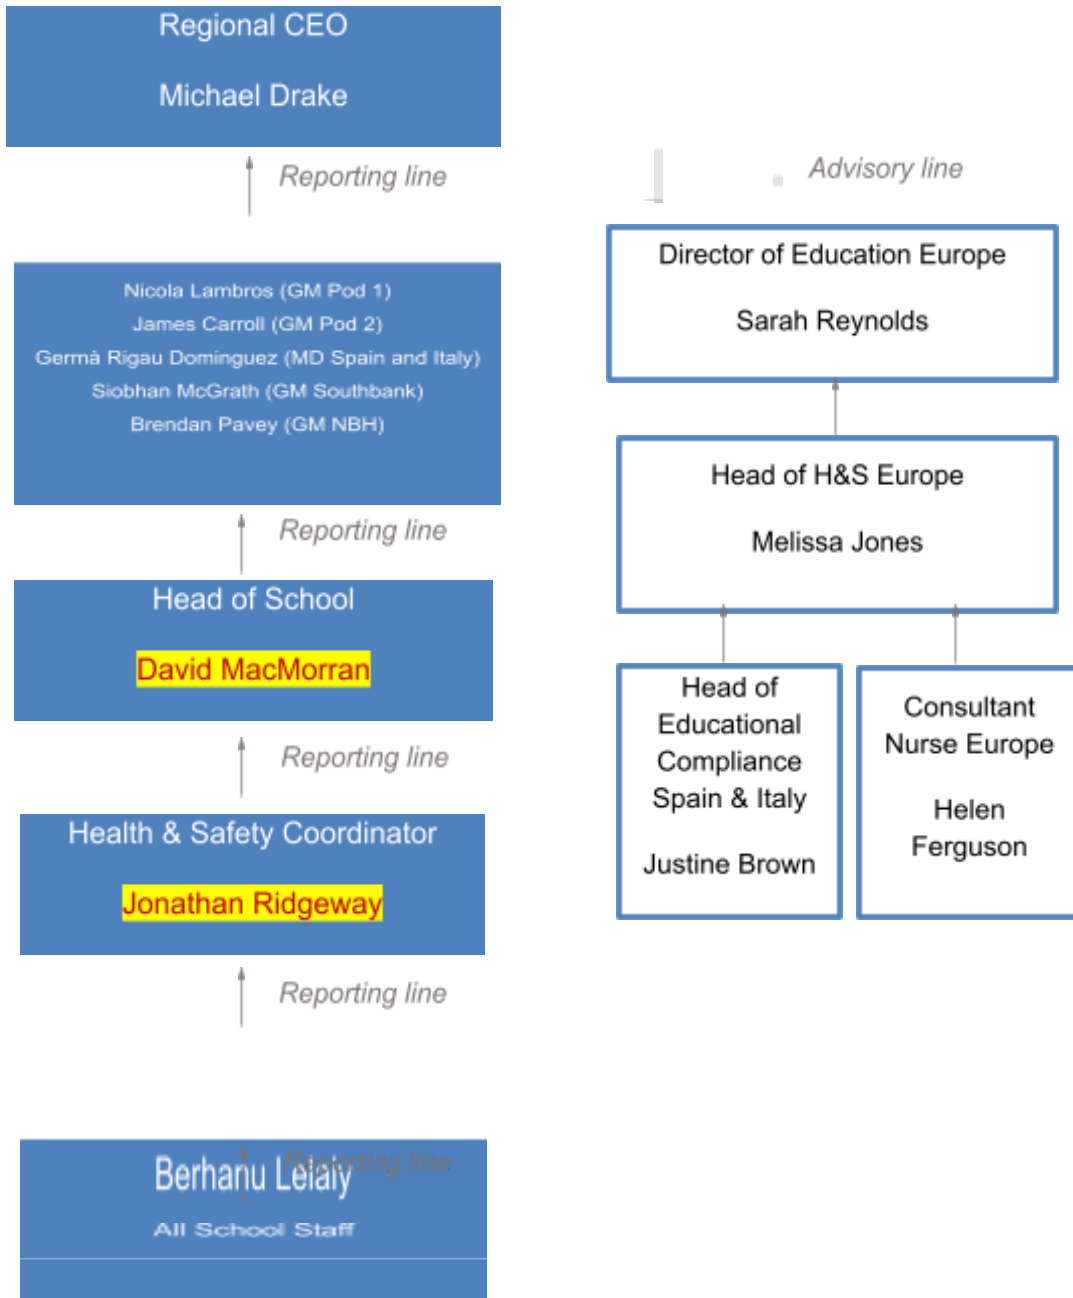 Regional CEO
Michael Drake
Reporting line
Nicola Lambros (GM Pod 1)
James Carroll (GM Pod 2)
Germà Rigau Dominguez (MD Spain and Italy)
Siobhan McGrath (GM Southbank)
Brendan Pavey (GM NBH)
Reporting line
Head of School
David MacMorran
Reporting line
Health & Safety Coordinator
Jonathan Ridgeway
Reporting line
Berhanu
Reporting line
All School Staff
Advisory line
Director of Education Europe
Sarah Reynolds
Head of H&S Europe
Melissa Jones
Head of
Educational
Compliance
Spain & Italy
Justine Brown
Consultant
Nurse Europe
Helen
Ferguson